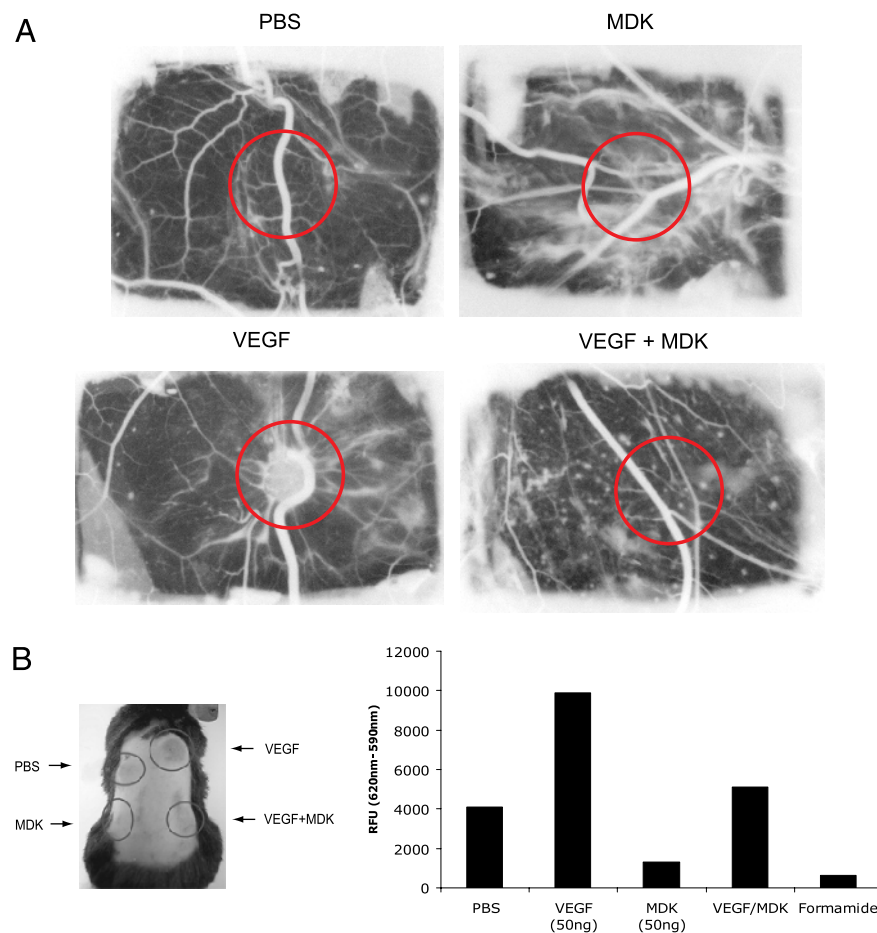 A
PBS
MDK
VEGF
VEGF + MDK
B
PBS
MDK
VEGF
VEGF+MDK
RFU (620nm-590nm)
12000
10000
8000
6000
4000
2000
0
PBS
VEGF
(50ng)
MDK
(50ng)
VEGF/MDK
Formamide